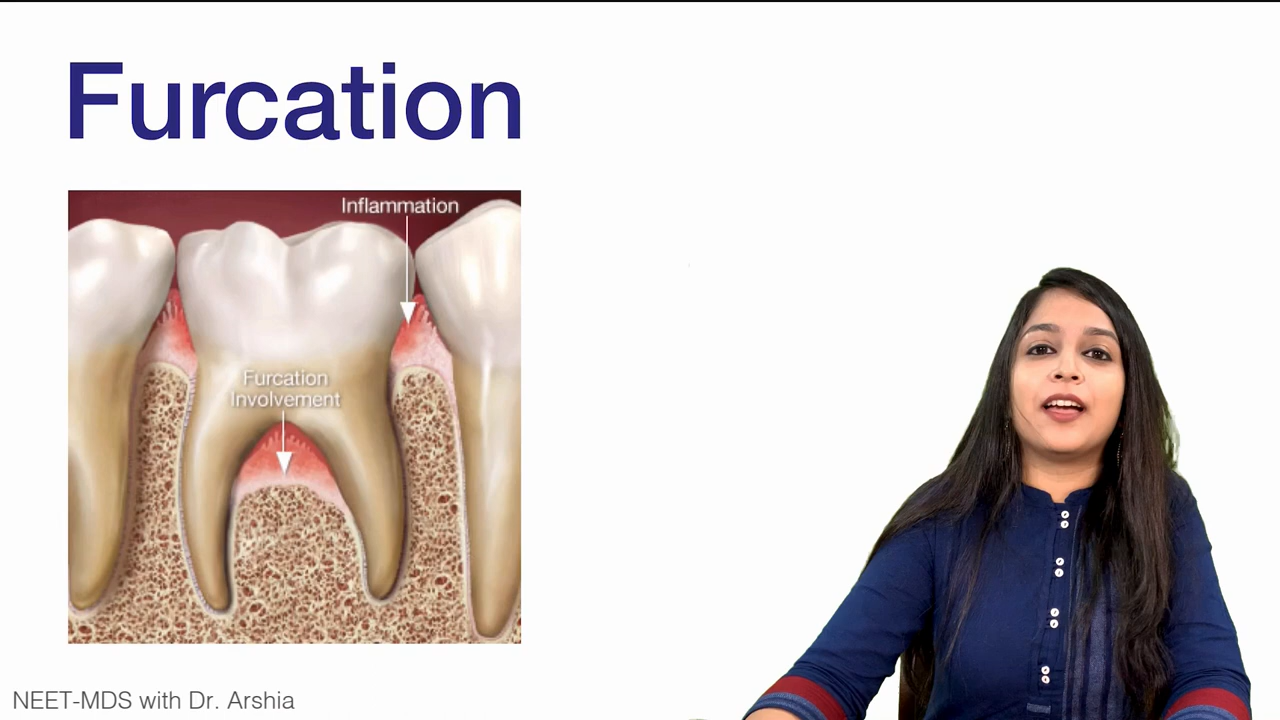 Furcation
Inflammation
Furcation
Involvement
NEET-MDS with Dr. Arshia